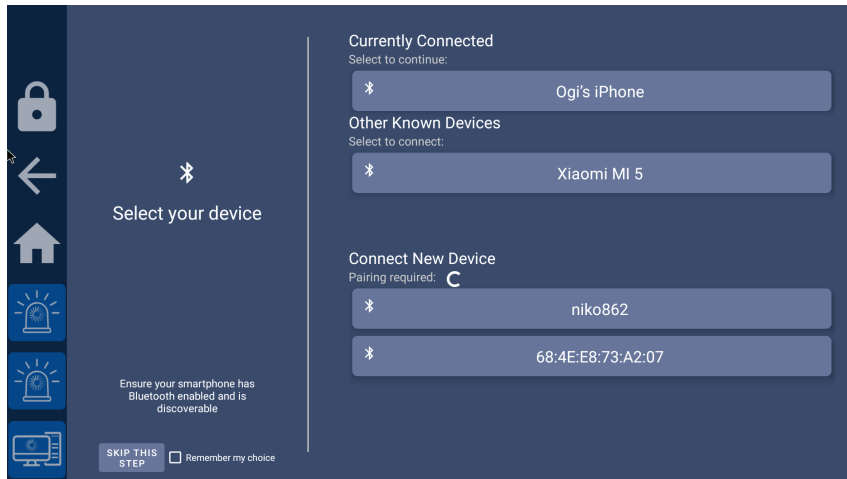 Currently Connected
Select to continue:
Ogi's iPhone
Other Known Devices
Select to connect:
Xiaomi MI 5
Select your device
Connect New Device
Pairing required:
niko862
68:4E:E8:73:A2:07
Ensure your smartphone has
Bluetooth enabled and is
discoverable
SKIP THIS
STEP
Remember my choice